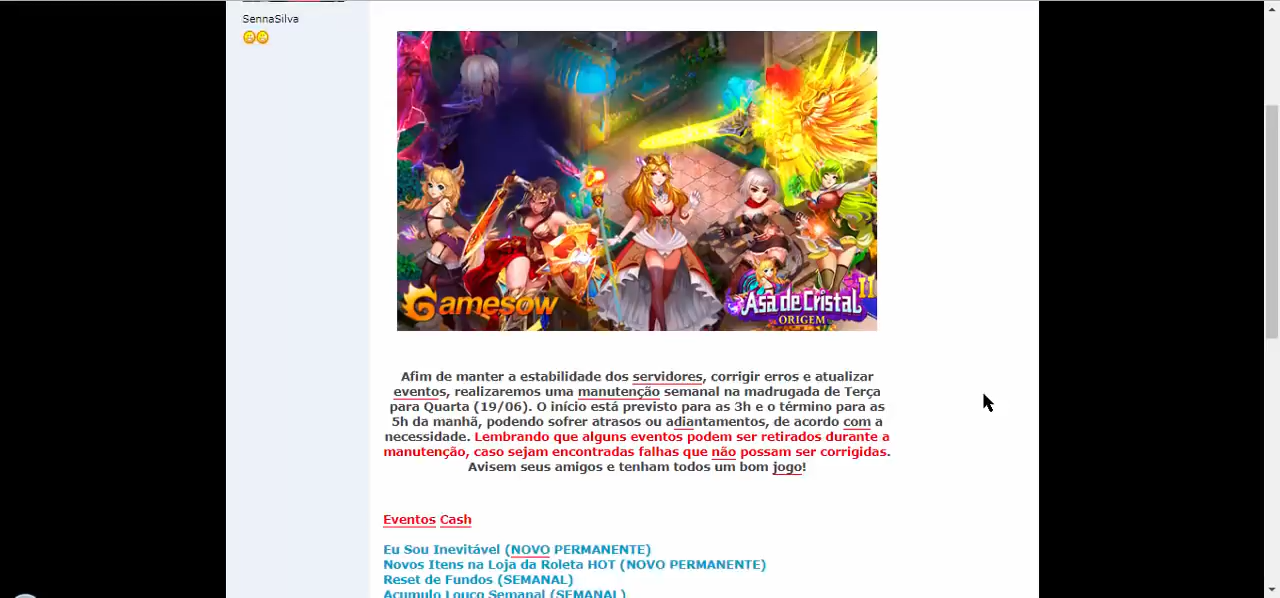 SennaSilva
Gamesow
Asa de Cristal II
ORIGEM
Afim de manter a estabilidade dos servidores, corrigir erros e atualizar
eventos, realizaremos uma manutenção semanal na madrugada de Terça
para Quarta (19/06). O início está previsto para as 3h e o término para as
5h da manhã, podendo sofrer atrasos ou adiantamentos, de acordo com a
necessidade. Lembrando que alguns eventos podem ser retirados durante a
manutenção, caso sejam encontradas falhas que não possam ser corrigidas.
Avisem seus amigos e tenham todos um bom jogo!
Eventos Cash
Eu Sou Inevitável (NOVO PERMANENTE)
Novos Itens na Loja da Roleta HOT (NOVO PERMANENTE)
Reset de Fundos (SEMANAL)
Acumulo Louco Semanal (SEMANAL)